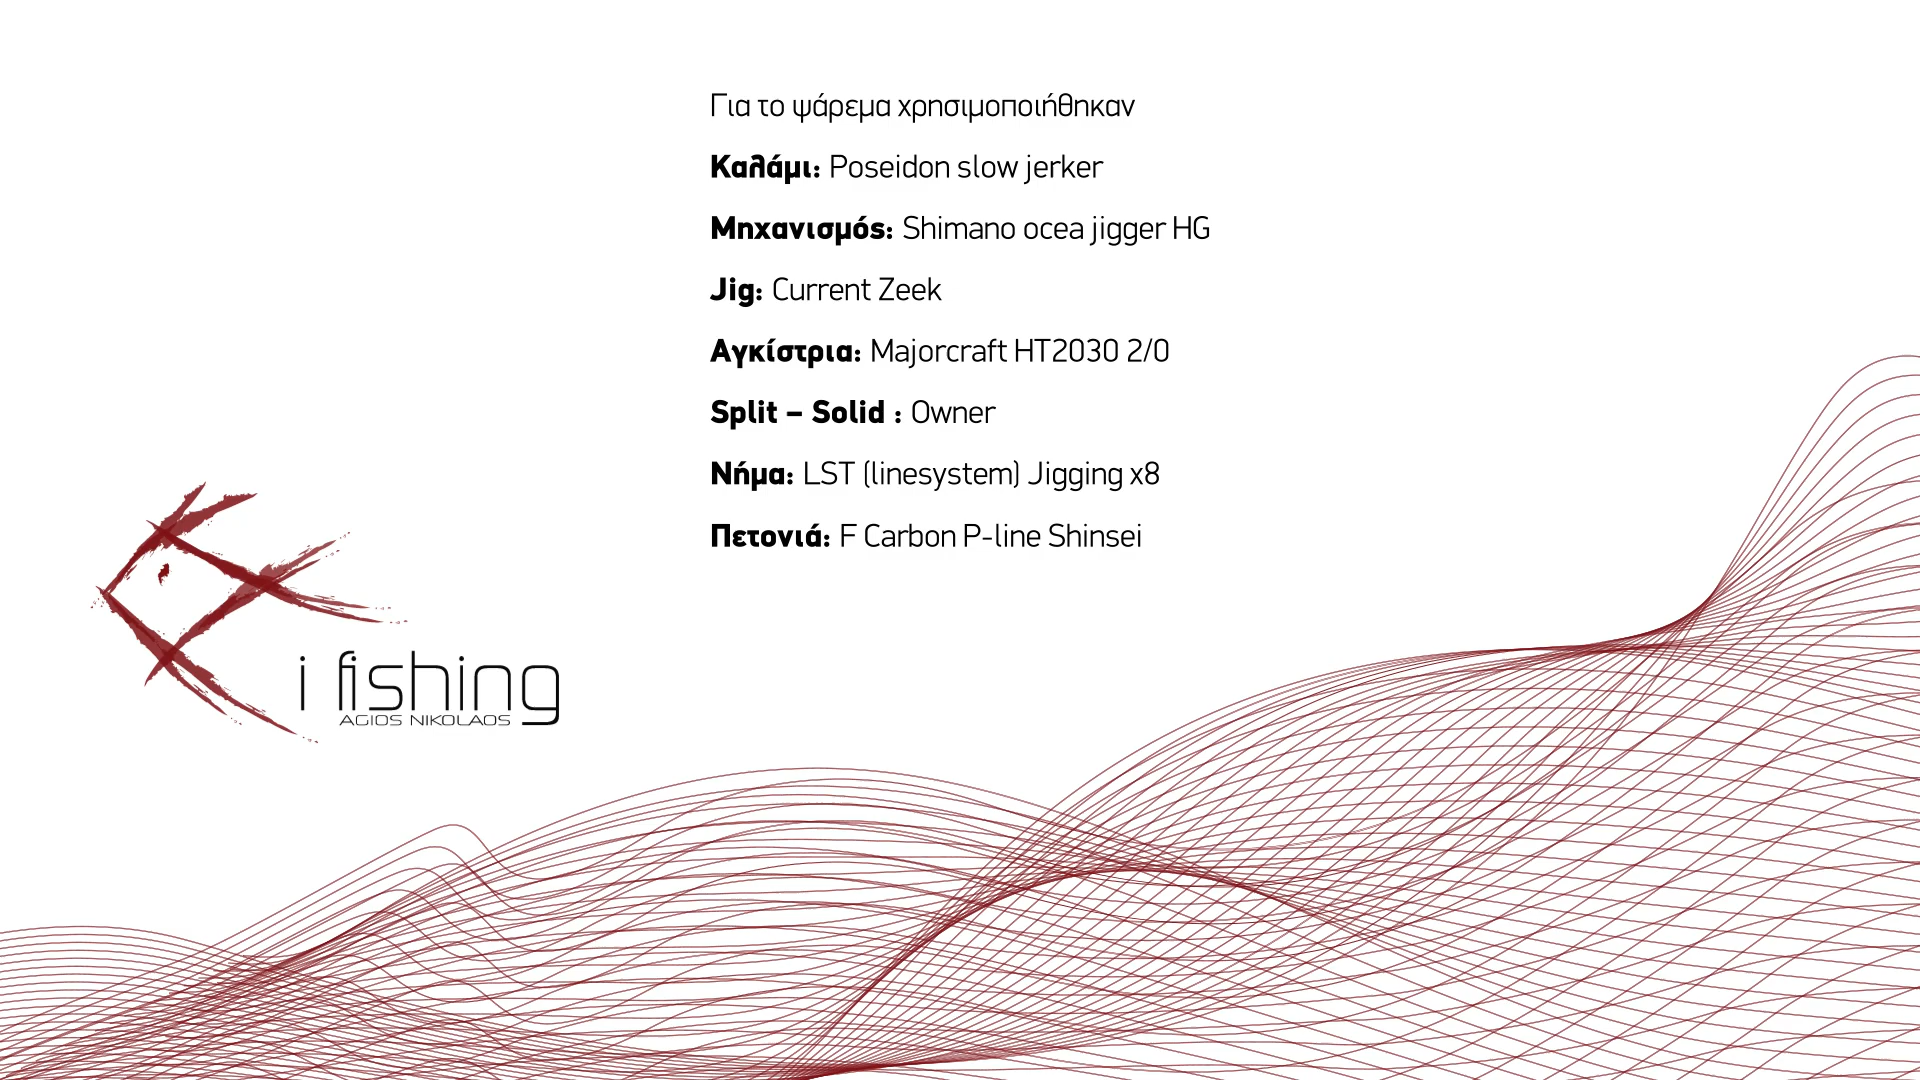 Για το ψάρεμα χρησιμοποιήθηκαν
Καλάμι: Poseidon slow jerker
Μηχανισμός: Shimano ocea jigger HG
Jig: Current Zeek
Αγκίστρια: Majorcraft HT2030 2/0
Split – Solid : Owner
Νήμα: LST (linesystem) Jigging x8
Πετονιά: F Carbon P-line Shinsei
i fishing
AGIOS NIKOLAOS